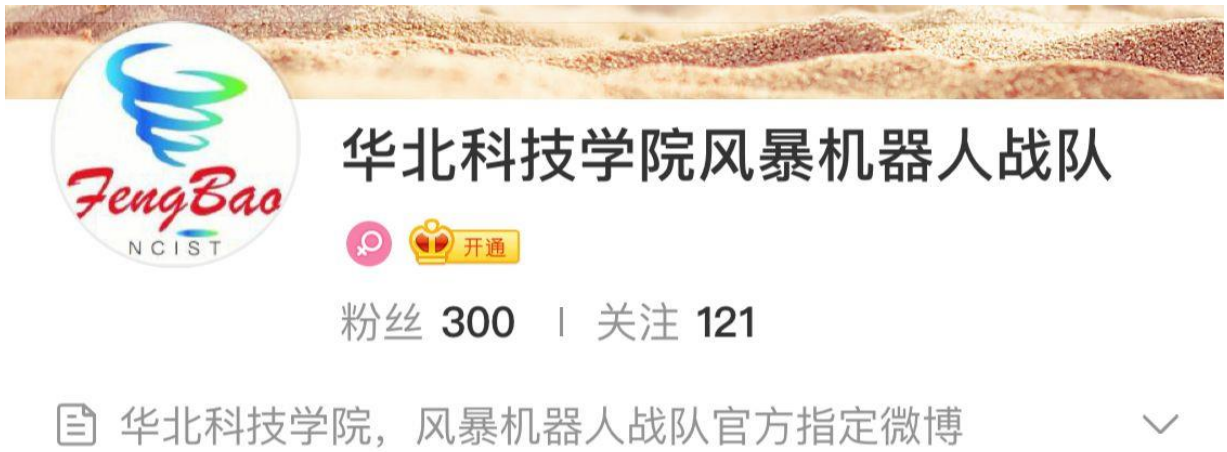 FengBao
NCIST
华北科技学院风暴机器人战队
开通
粉丝 300 | 关注 121
华北科技学院，风暴机器人战队官方指定微博